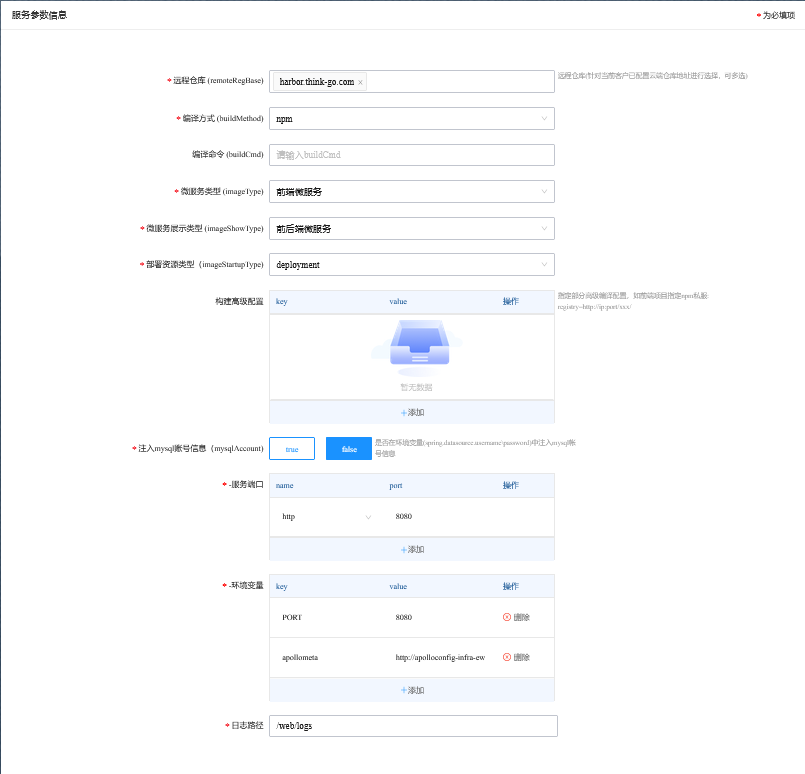 服务参数信息
* 为必填项
* 远程仓库 (remoteRegBase)
harbor.think-go.com ×
远程仓库(针对当前客户已配置云端仓库地址进行选择、可多选)
* 编译方式 (buildMethod)
npm
编译命令 (buildCmd)
请输入buildCmd
* 微服务类型 (imageType)
前端微服务
* 微服务展示类型 (imageShowType)
前后端微服务
* 部署资源类型（imageStartupType)
deployment
构建高级配置
key value 操作
指定部分高级编译配置，如前端项目指定npm私服:
registry=http://ip:port/xxx/
暂无数据
+添加
* 注入mysql账号信息（mysqlAccount)
true false
是否在环境变量(spring.datasource.username\password)中注入mysql帐
号信息
* -服务端口
name port 操作
http 8080
+添加
* -环境变量
key value 操作
PORT 8080 删除
apollometa http://apolloconfig-infra-ew 删除
+添加
* 日志路径
/web/logs